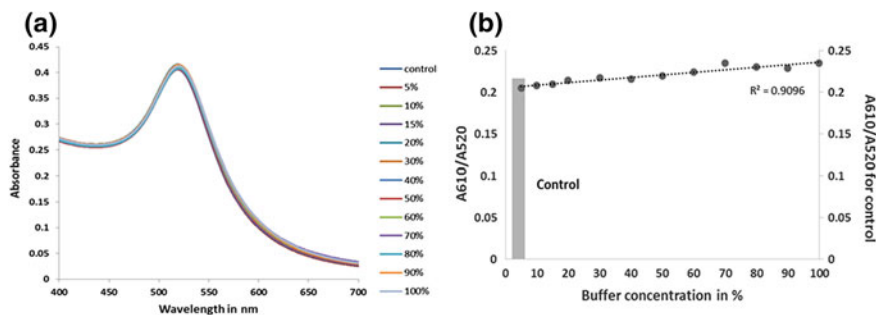 (a)
0.45
0.4
0.35
0.3
0.25
0.2
0.15
0.1
0.05
0
Absorbance
400 450 500 550 600 650 700
Wavelength in nm
control
5%
10%
15%
20%
30%
40%
50%
60%
70%
80%
90%
100%
(b)
0.25
0.2
0.15
0.1
0.05
0
A610/A520
Control
R² = 0.9096
0 10 20 30 40 50 60 70 80 90 100
Buffer concentration in %
0.25
0.2
0.15
0.1
0.05
0
A610/A520 for control